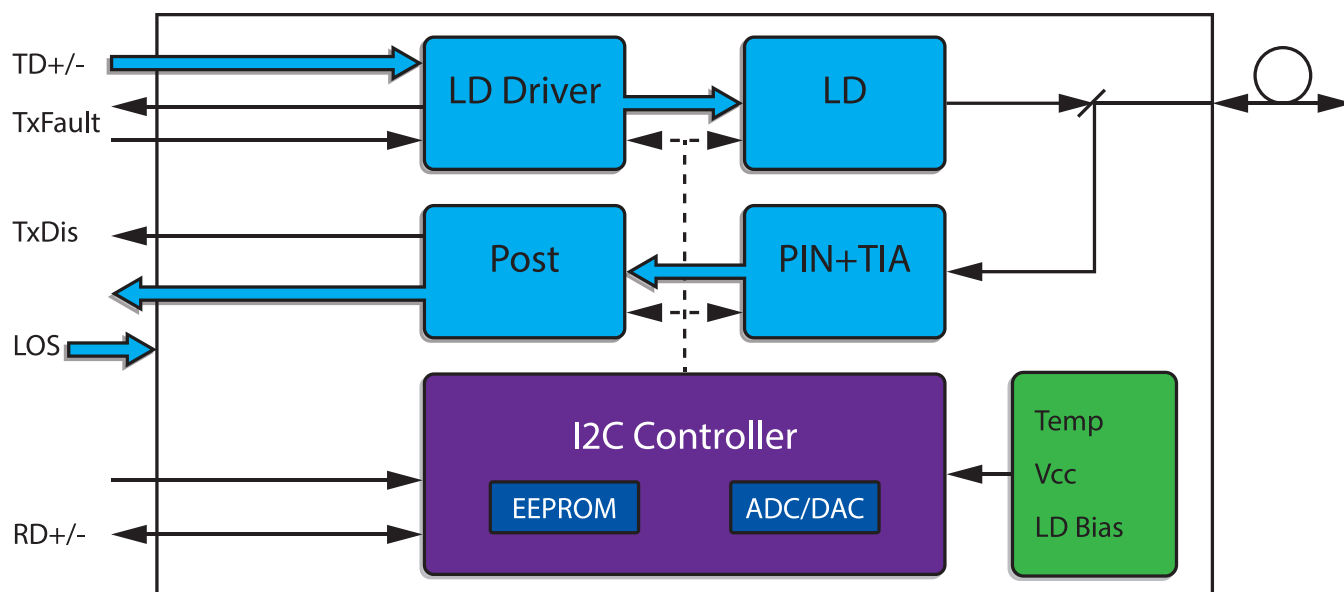 TD+/-
LD Driver
LD
TxFault
TxDis
Post
PIN+TIA
LOS
I2C Controller
EEPROM
ADC/DAC
Temp
Vcc
LD Bias
RD+/-